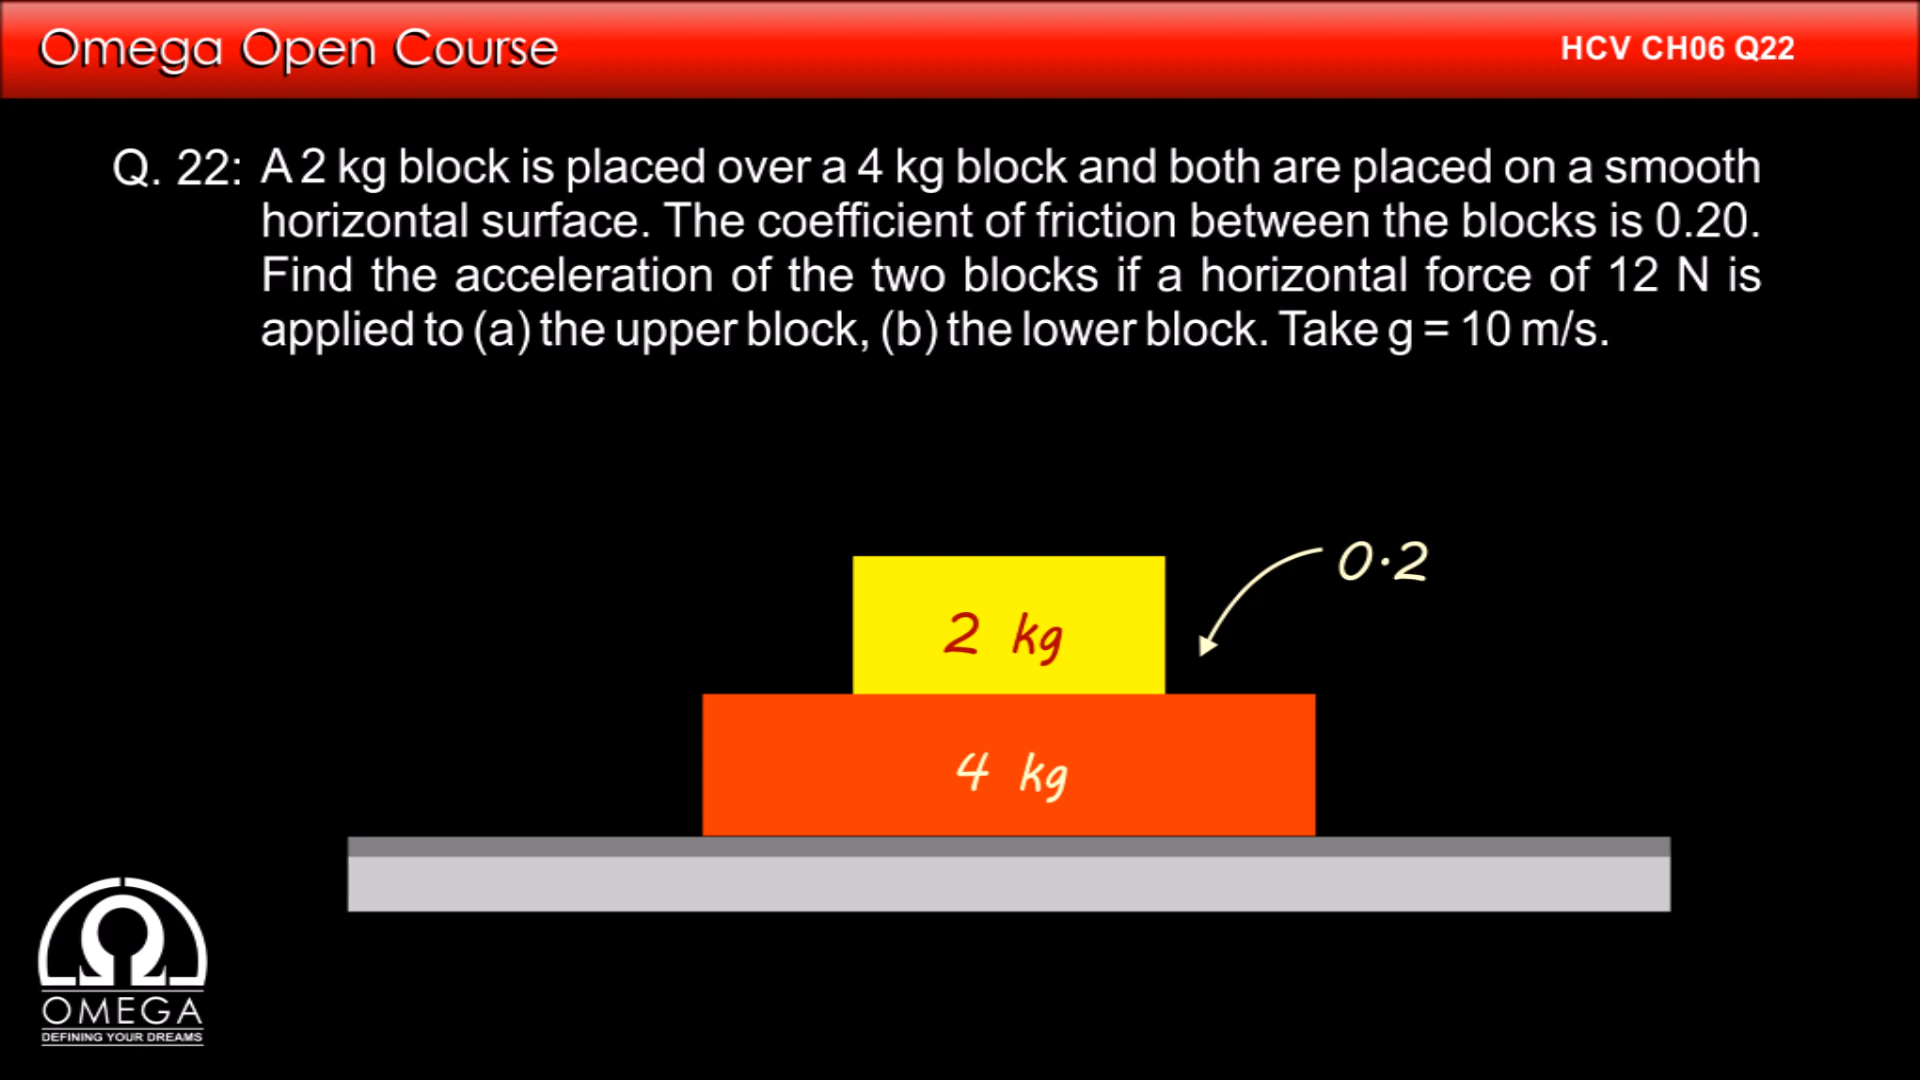 Omega Open Course
HCV CH06 Q22
Q. 22: A 2 kg block is placed over a 4 kg block and both are placed on a smooth
horizontal surface. The coefficient of friction between the blocks is 0.20.
Find the acceleration of the two blocks if a horizontal force of 12 N is
applied to (a) the upper block, (b) the lower block. Take g = 10 m/s.
0.2
2 kg
4 kg
OMEGA
DEFINING YOUR DREAMS